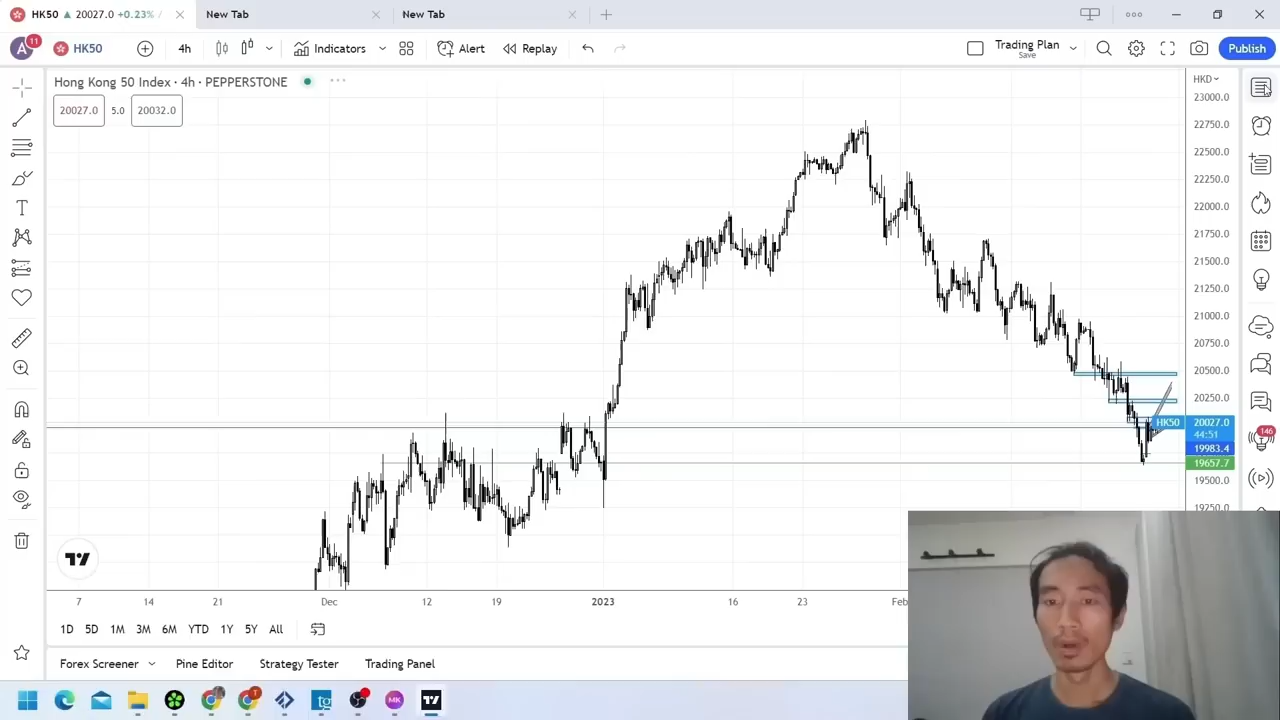 HK50 ▲ 20027.0 +0.23% /
New Tab
New Tab
A 11
HK50
4h
Indicators
Alert
Replay
Trading Plan
Save
Publish
Hong Kong 50 Index · 4h · PEPPERSTONE
HKD
20027.0
5.0
20032.0
23000.0
22750.0
22500.0
22250.0
22000.0
21750.0
21500.0
21250.0
21000.0
20750.0
20500.0
20250.0
HK50
20027.0
44:51
19983.4
19657.7
19500.0
19250.0
146
7
14
21
Dec
12
19
2023
16
23
Feb
1D
5D
1M
3M
6M
YTD
1Y
5Y
All
Forex Screener
Pine Editor
Strategy Tester
Trading Panel
T
tg
MK